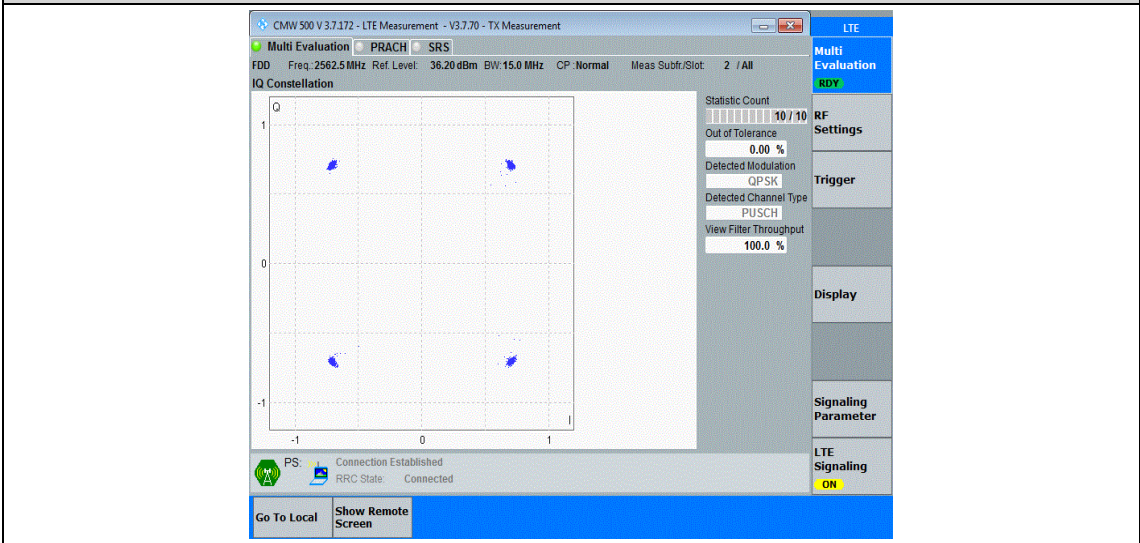 CMW 500 V 3.7.172 - LTE Measurement - V3.7.70 - TX Measurement
LTE
Multi Evaluation PRACH SRS
Multi
Evaluation
RDY
FDD Freq.:2562.5 MHz Ref. Level: 36.20 dBm BW:15.0 MHz CP :Normal Meas Subfr./Slot: 2 / All
IQ Constellation
Q
1
0
-1
-1
0
1
I
Statistic Count
10 / 10
Out of Tolerance
0.00 %
Detected Modulation
QPSK
Detected Channel Type
PUSCH
View Filter Throughput
100.0 %
RF
Settings
Trigger
Display
Signaling
Parameter
LTE
Signaling
ON
PS: Connection Established
RRC State: Connected
Go To Local
Show Remote
Screen